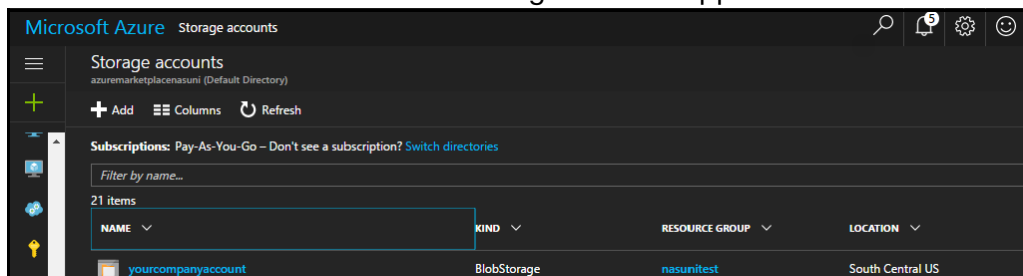 Microsoft Azure Storage accounts 5
Storage accounts
azuremarketplacenasuni (Default Directory)
Add Columns Refresh
Subscriptions: Pay-As-You-Go – Don't see a subscription? Switch directories
Filter by name...
21 items
NAME KIND RESOURCE GROUP LOCATION
yourcompanyaccount BlobStorage nasunitest South Central US